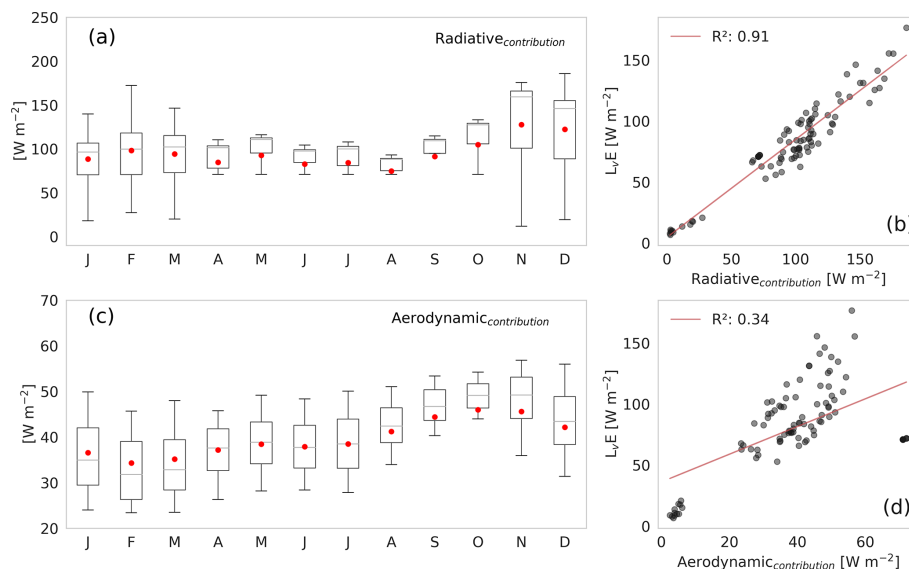 250
200
150
100
50
0
[W m⁻²]
(a)
Radiative_contribution
J F M A M J J A S O N D
R²: 0.91
150
100
50
0
LᵥE [W m⁻²]
(b)
0 50 100 150
Radiative_contribution [W m⁻²]
70
60
50
40
30
20
[W m⁻²]
(c)
Aerodynamic_contribution
J F M A M J J A S O N D
R²: 0.34
150
100
50
0
LᵥE [W m⁻²]
(d)
0 20 40 60
Aerodynamic_contribution [W m⁻²]